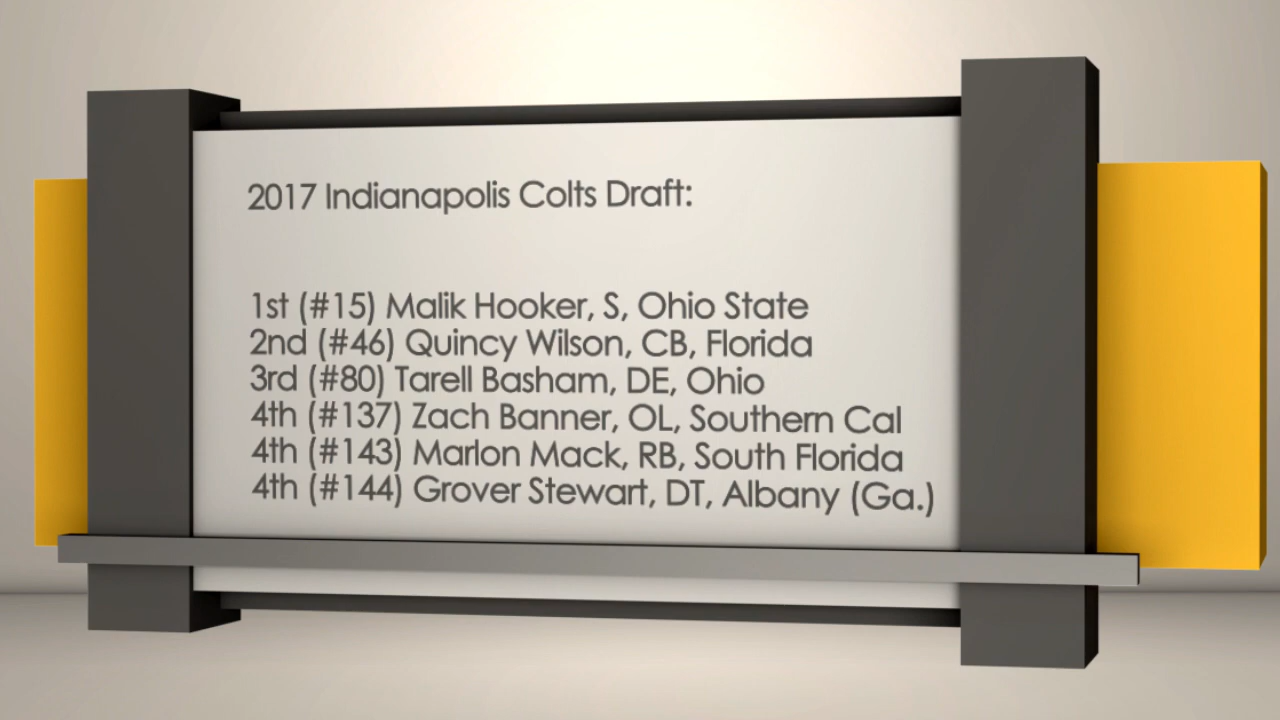 2017 Indianapolis Colts Draft:
1st (#15) Malik Hooker, S, Ohio State
2nd (#46) Quincy Wilson, CB, Florida
3rd (#80) Tarell Basham, DE, Ohio
4th (#137) Zach Banner, OL, Southern Cal
4th (#143) Marlon Mack, RB, South Florida
4th (#144) Grover Stewart, DT, Albany (Ga.)